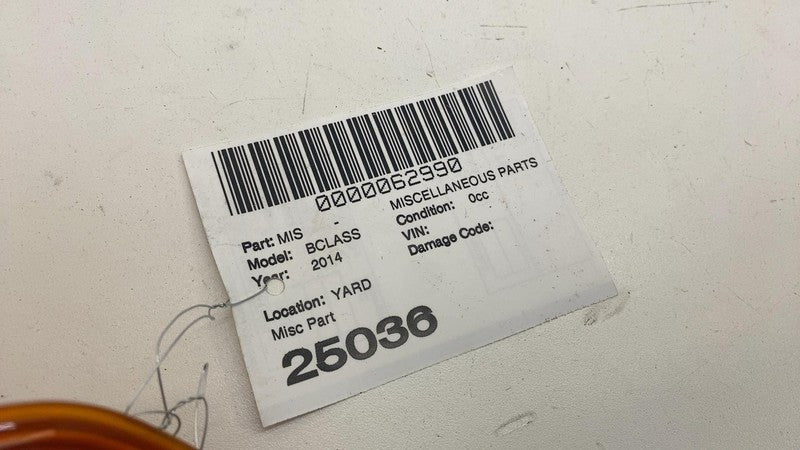 0000062990
Part: MIS - MISCELLANEOUS PARTS
Model: BCLASS Condition: 0cc
Year: 2014 VIN:
Damage Code:
Location: YARD
Misc Part
25036